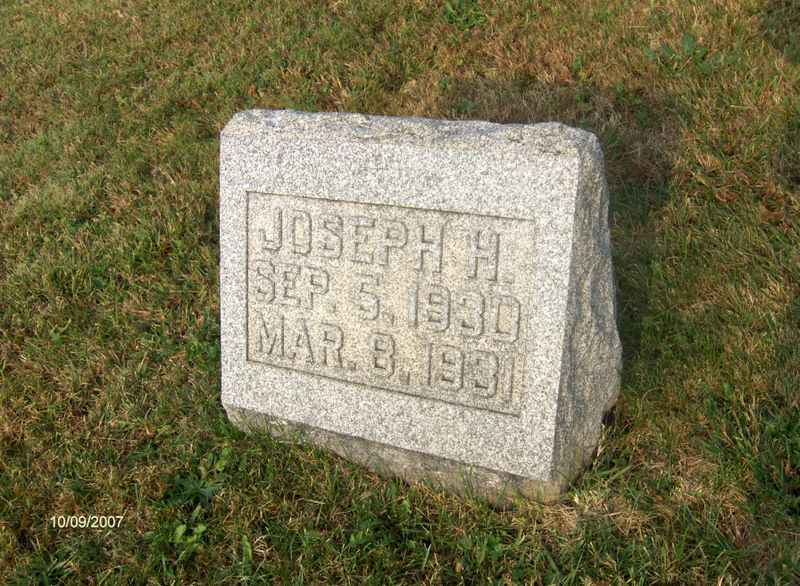 JOSEPH H.
SEP. 5, 1930
MAR. 8, 1931
10/09/2007